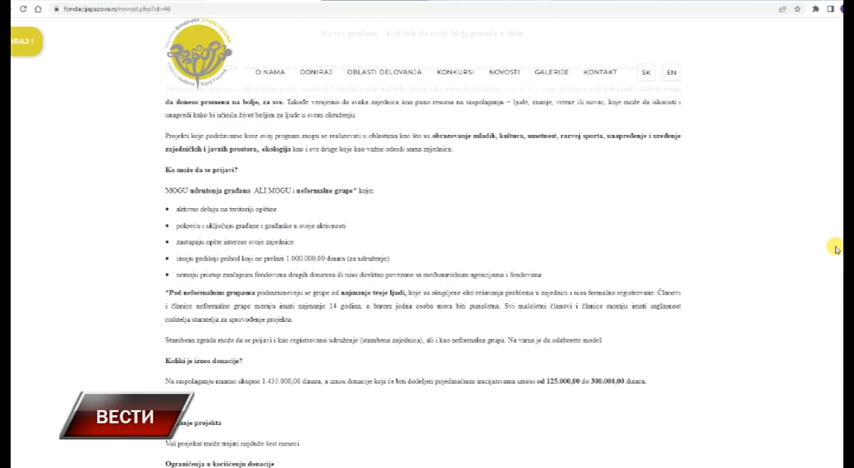 fondacijapazova.rs/novost.php?id=46
IRAJ !
Za sve građane koji žele da svoje ideje pretoče u delo
O NAMA DONIRAJ OBLASTI DELOVANJA KONKURSI NOVOSTI GALERIJE KONTAKT SK EN
da donesu promenu na bolje, za sve. Takođe verujemo da svaka zajednica ima puno resursa na raspolaganju – ljude, znanje, vreme ili novac, koje može da iskoristi i
unapredi kako bi učinila život boljim za ljude u svom okruženju.
Projekti koje podržavamo kroz ovaj program mogu se realizovati u oblastima kao što su obrazovanje mladih, kultura, umetnost, razvoj sporta, unapređenje i uređenje
zajedničkih i javnih prostora, ekologija kao i sve druge koje kao važne odredi sama zajednica.
Ko može da se prijavi?
MOGU udruženja građana ALI MOGU i neformalne grupe* koje:
• aktivno deluju na teritoriji opštine
• pokreću i uključuju građane i građanke u svoje aktivnosti
• zastupaju opšte interese svoje zajednice
• imaju godišnji prihod koji ne prelazi 1.000.000,00 dinara (za udruženje)
• nemaju pristup značajnim fondovima drugih donatora ili nisu direktno povezane sa međunarodnim agencijama i fondovima
*Pod neformalnim grupama podrazumevaju se grupe od najmanje troje ljudi, koje su okupljene oko rešavanja problema u zajednici i nisu formalno registrovane. Članovi
i članice neformalne grupe moraju imati najmanje 14 godina, a barem jedna osoba mora biti punoletna. Svi maloletni članovi i članice moraju imati saglasnost
roditelja/staratelja za sprovođenje projekta.
Stambena zgrada može da se prijavi i kao registrovano udruženje (stambena zajednica), ali i kao neformalna grupa. Na vama je da odaberete model.
Koliki je iznos donacije?
Na raspolaganju imamo ukupno 1.435.000,00 dinara, a iznos donacije koji će biti dodeljen pojedinačnim inicijativama iznosi od 125.000,00 do 300.000,00 dinara.
ВЕСТИ
anje projekta
Vaš projekat može trajati najduže šest meseci.
Ograničenja u korišćenju donacije